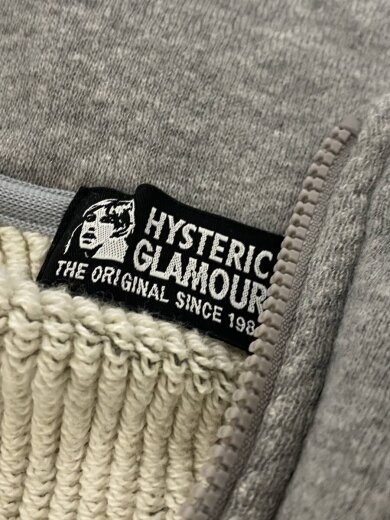 HYSTERIC
GLAMOUR
THE ORIGINAL SINCE 198